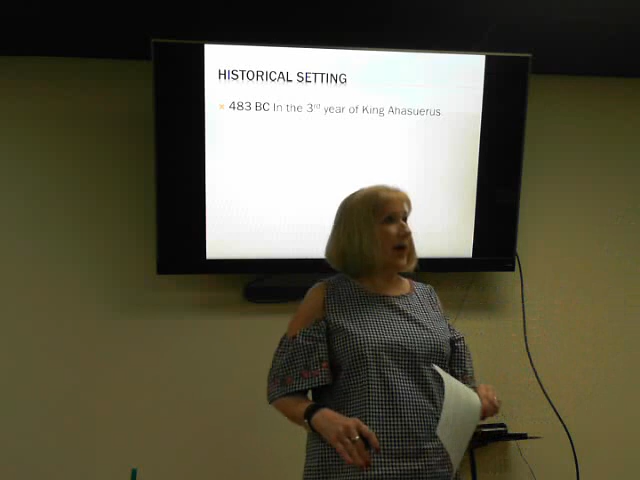 HISTORICAL SETTING
483 BC In the 3rd year of King Ahasuerus